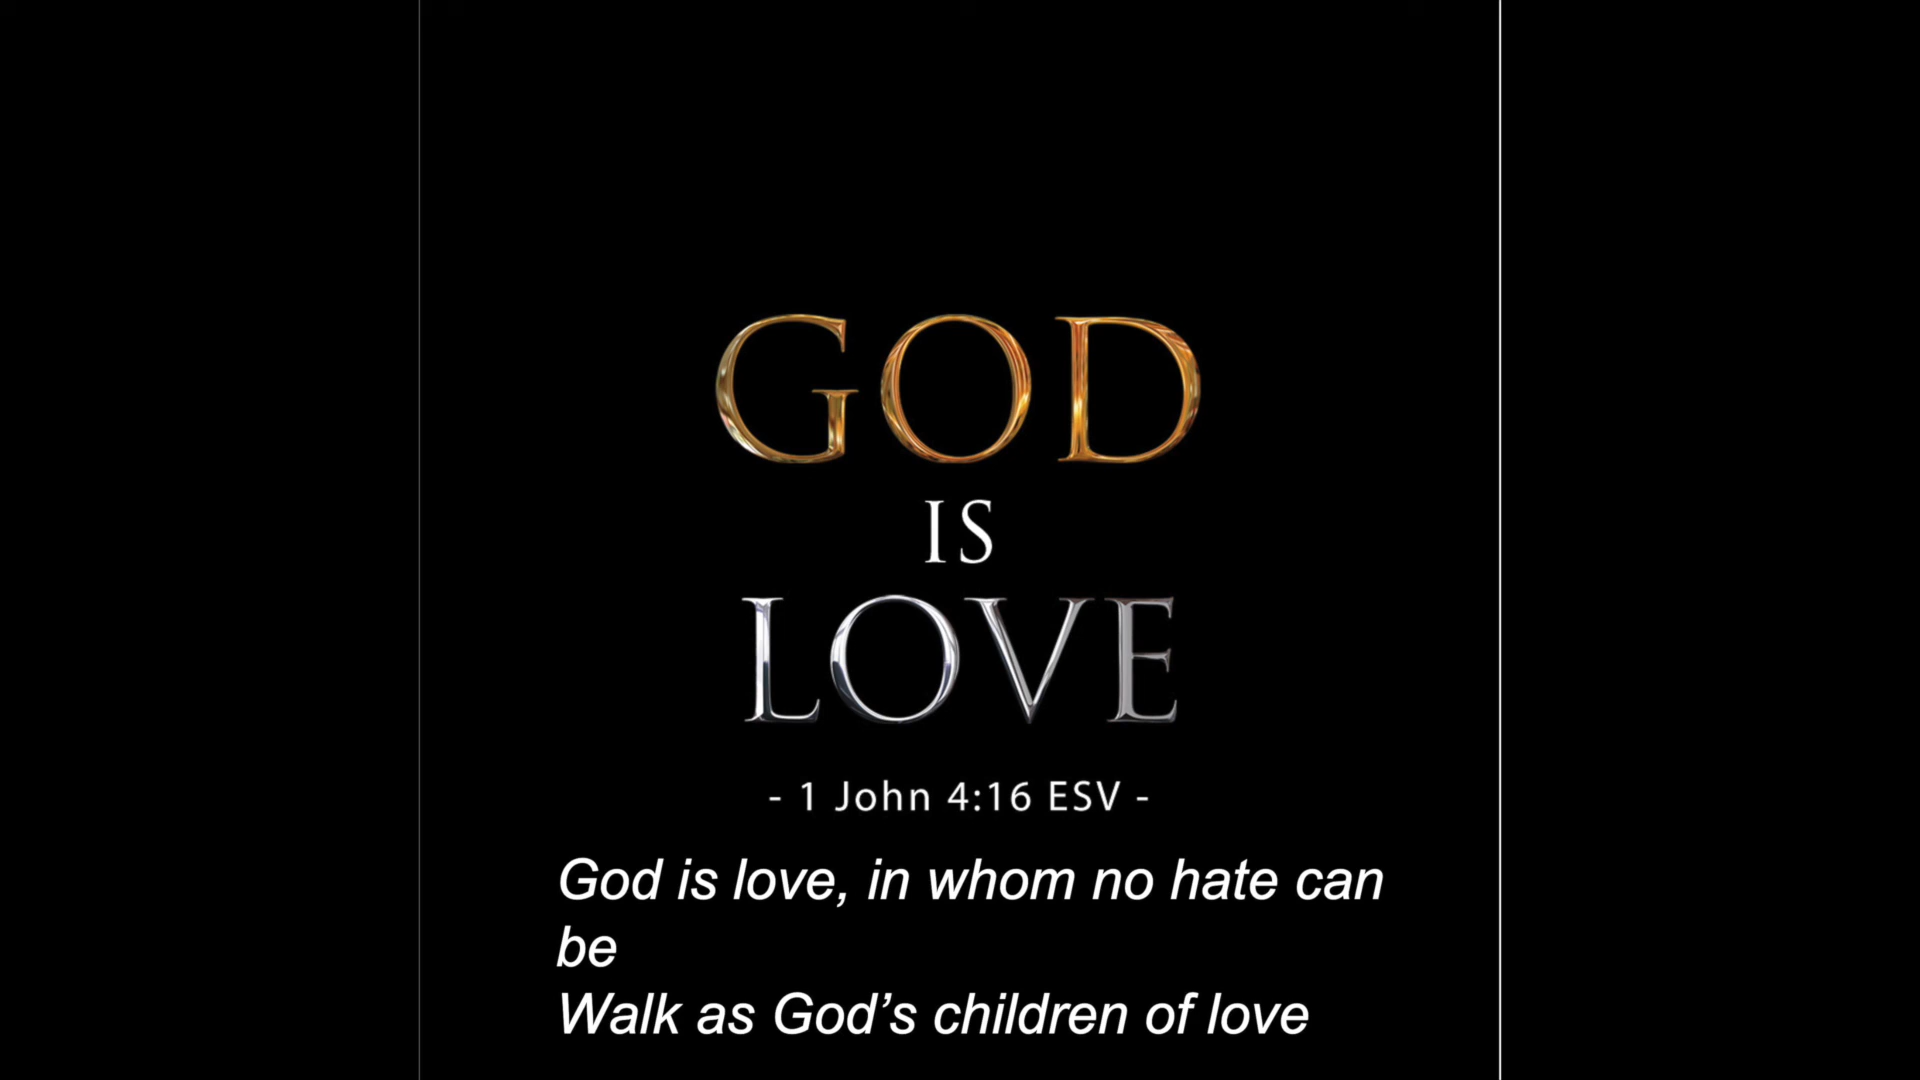 GOD
IS
LOVE
- 1 John 4:16 ESV -
God is love, in whom no hate can
be
Walk as God’s children of love